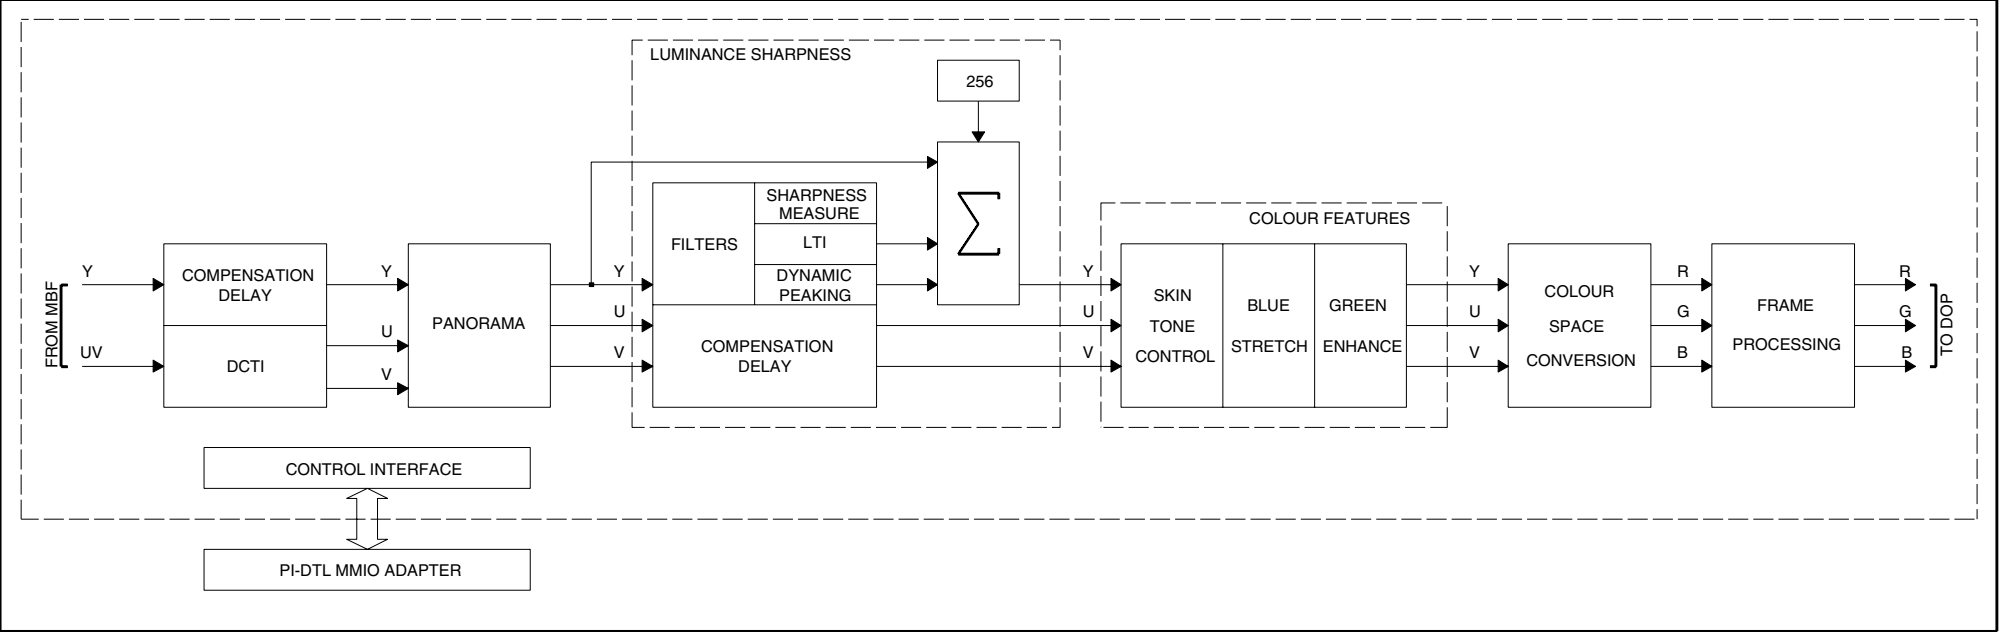 LUMINANCE SHARPNESS
256
Σ
SHARPNESS
MEASURE
FILTERS
LTI
DYNAMIC
PEAKING
COLOUR FEATURES
FROM MBF
Y
UV
COMPENSATION
DELAY
DCTI
Y
U
V
PANORAMA
Y
U
V
COMPENSATION
DELAY
Y
U
V
SKIN
TONE
CONTROL
BLUE
STRETCH
GREEN
ENHANCE
Y
U
V
COLOUR
SPACE
CONVERSION
R
G
B
FRAME
PROCESSING
R
G
B
TO DOP
CONTROL INTERFACE
PI-DTL MMIO ADAPTER